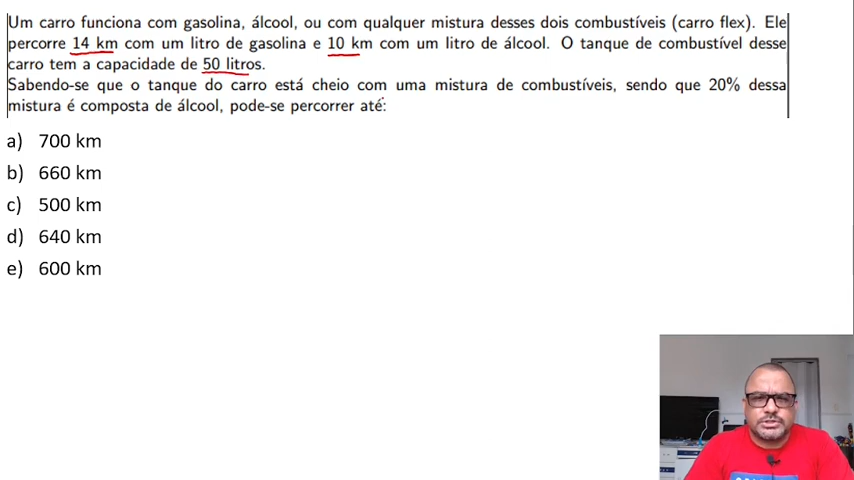 Um carro funciona com gasolina, álcool, ou com qualquer mistura desses dois combustíveis (carro flex). Ele
percorre 14 km com um litro de gasolina e 10 km com um litro de álcool. O tanque de combustível desse
carro tem a capacidade de 50 litros.
Sabendo-se que o tanque do carro está cheio com uma mistura de combustíveis, sendo que 20% dessa
mistura é composta de álcool, pode-se percorrer até:
a) 700 km
b) 660 km
c) 500 km
d) 640 km
e) 600 km